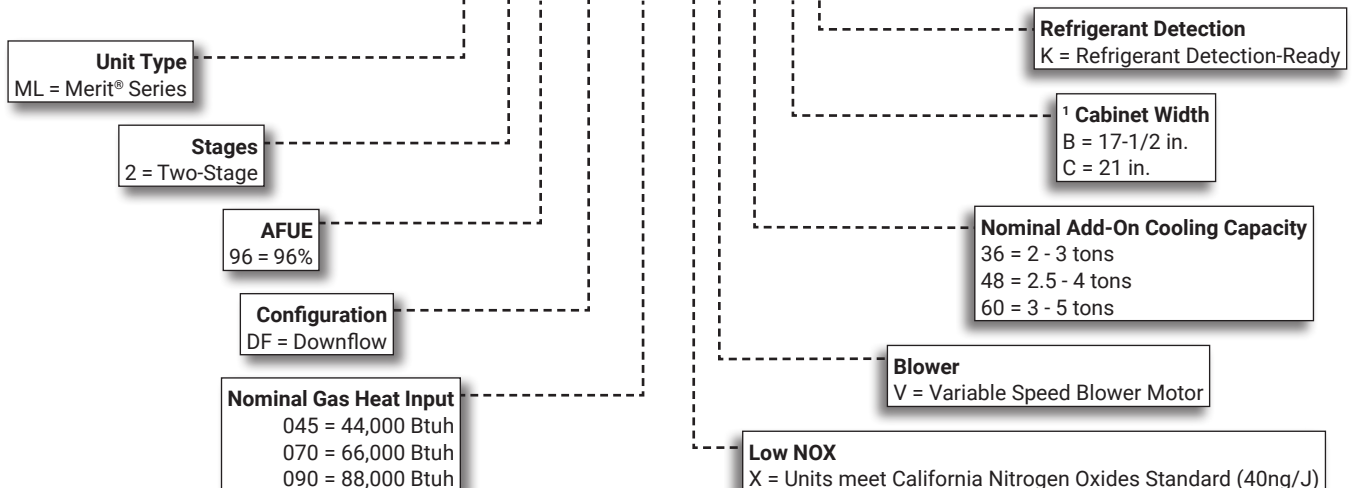 Unit Type
ML = Merit® Series
Stages
2 = Two-Stage
AFUE
96 = 96%
Configuration
DF = Downflow
Nominal Gas Heat Input
045 = 44,000 Btuh
070 = 66,000 Btuh
090 = 88,000 Btuh
Refrigerant Detection
K = Refrigerant Detection-Ready
¹ Cabinet Width
B = 17-1/2 in.
C = 21 in.
Nominal Add-On Cooling Capacity
36 = 2 - 3 tons
48 = 2.5 - 4 tons
60 = 3 - 5 tons
Blower
V = Variable Speed Blower Motor
Low NOX
X = Units meet California Nitrogen Oxides Standard (40ng/J)